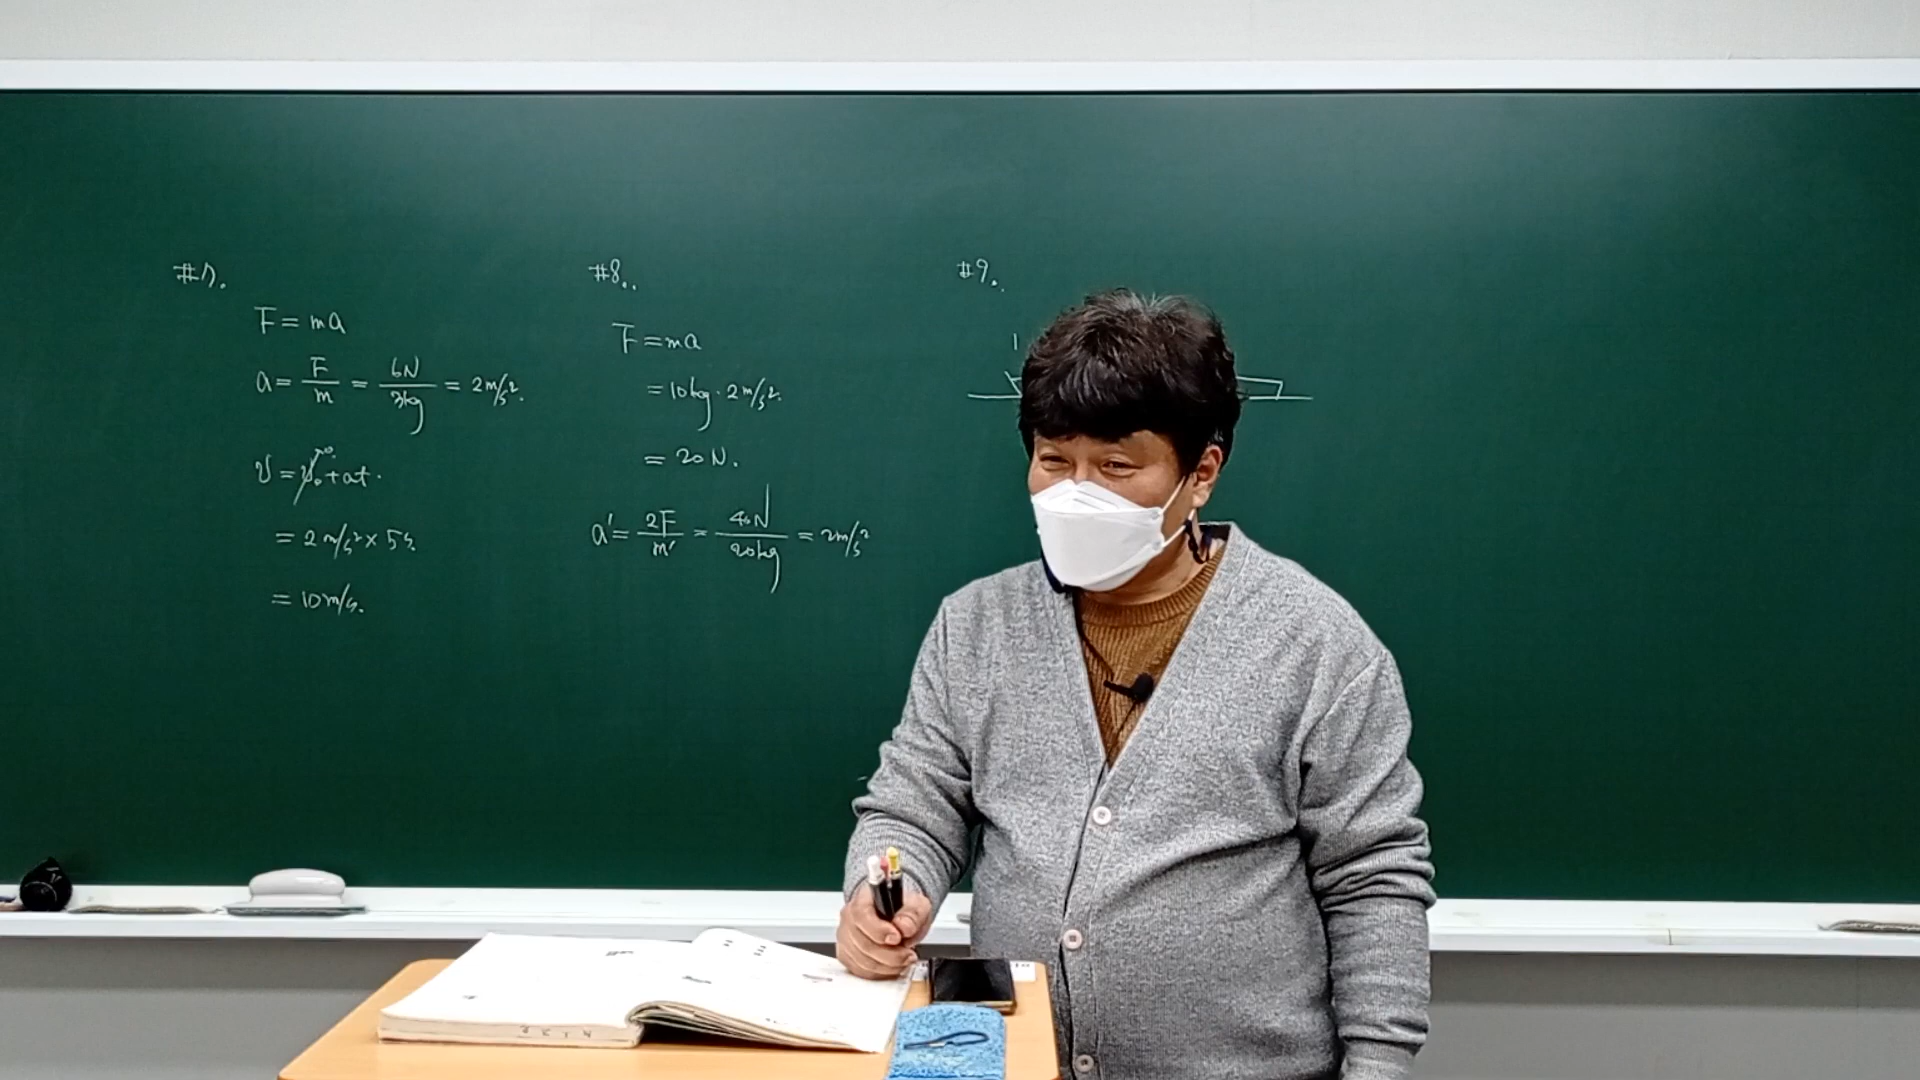 #7.
F = ma
a = F/m = 6N/3kg = 2m/s².
v = v₀→0 + at.
= 2m/s² × 5s.
= 10m/s.
#8..
F = ma
= 10kg · 2m/s².
= 20N.
a' = 2F/m' = 40N/20kg = 2m/s²
#9..